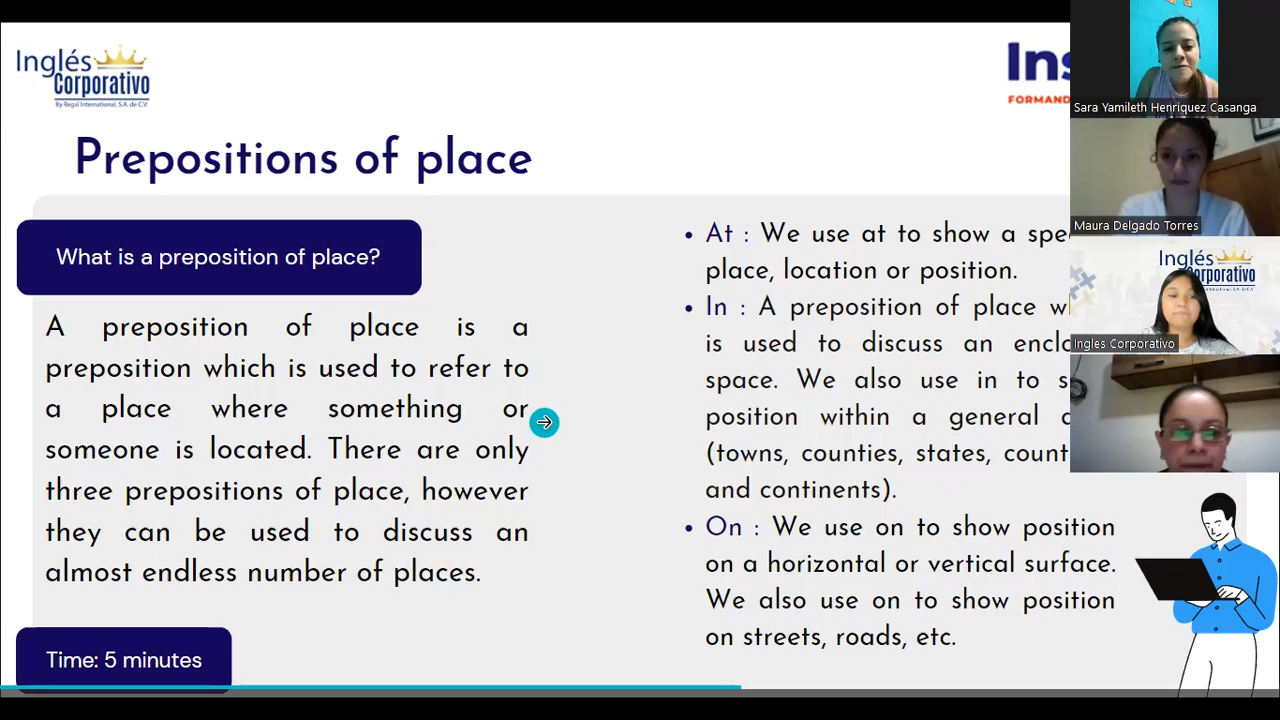 Inglés
Corporativo
By Regal International, S.A. de C.V.
Ins
FORMAND
Prepositions of place
What is a preposition of place?
A preposition of place is a
preposition which is used to refer to
a place where something or
someone is located. There are only
three prepositions of place, however
they can be used to discuss an
almost endless number of places.
Time: 5 minutes
• At : We use at to show a spe
place, location or position.
• In : A preposition of place w
is used to discuss an enclo
space. We also use in to s
position within a general
(towns, counties, states, count
and continents).
• On : We use on to show position
on a horizontal or vertical surface.
We also use on to show position
on streets, roads, etc.
Sara Yamileth Henriquez Casanga
Maura Delgado Torres
Inglés
Corporativo
Ingles Corporativo